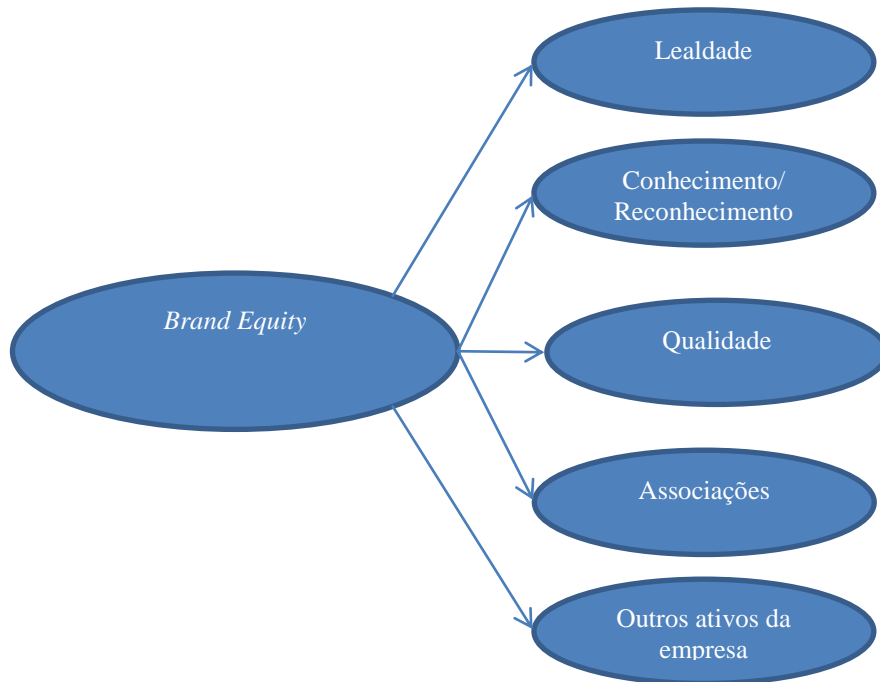 Lealdade
Conhecimento/
Reconhecimento
Brand Equity
Qualidade
Associações
Outros ativos da
empresa